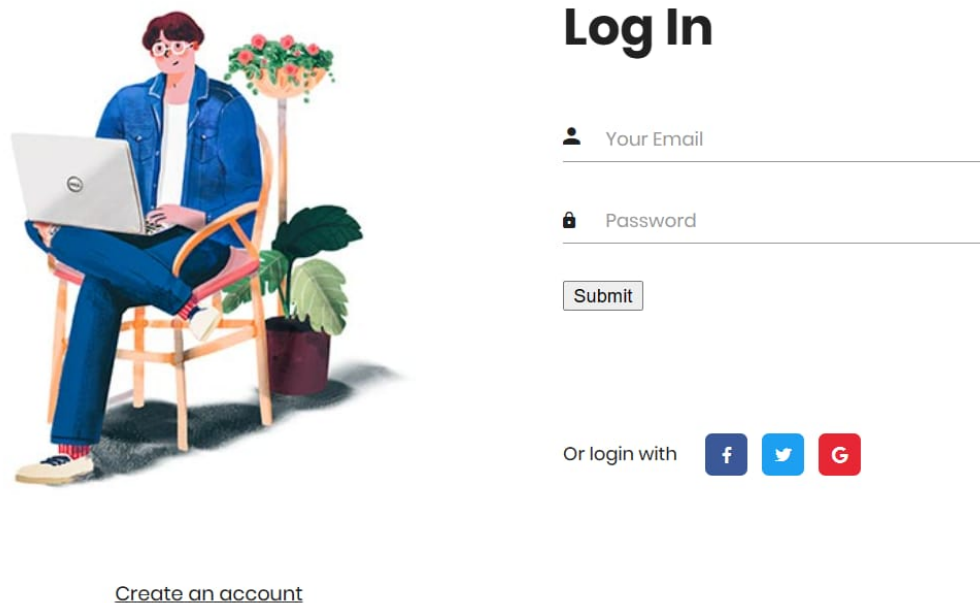 Log In
Your Email
Password
Submit
Or login with
Create an account